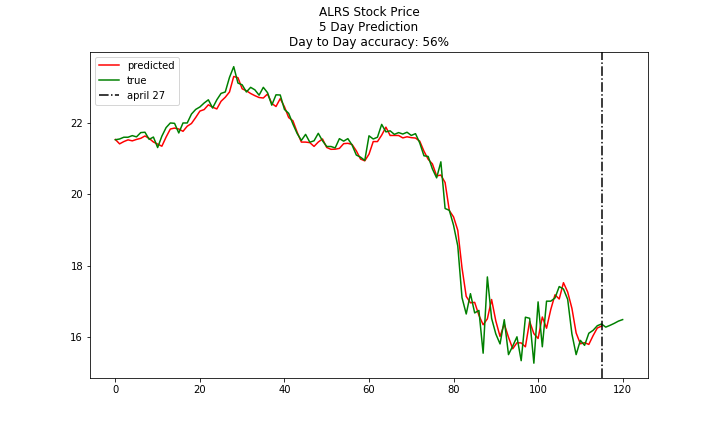 ALRS Stock Price
5 Day Prediction
Day to Day accuracy: 56%
predicted
true
april 27
22
20
18
16
0 20 40 60 80 100 120